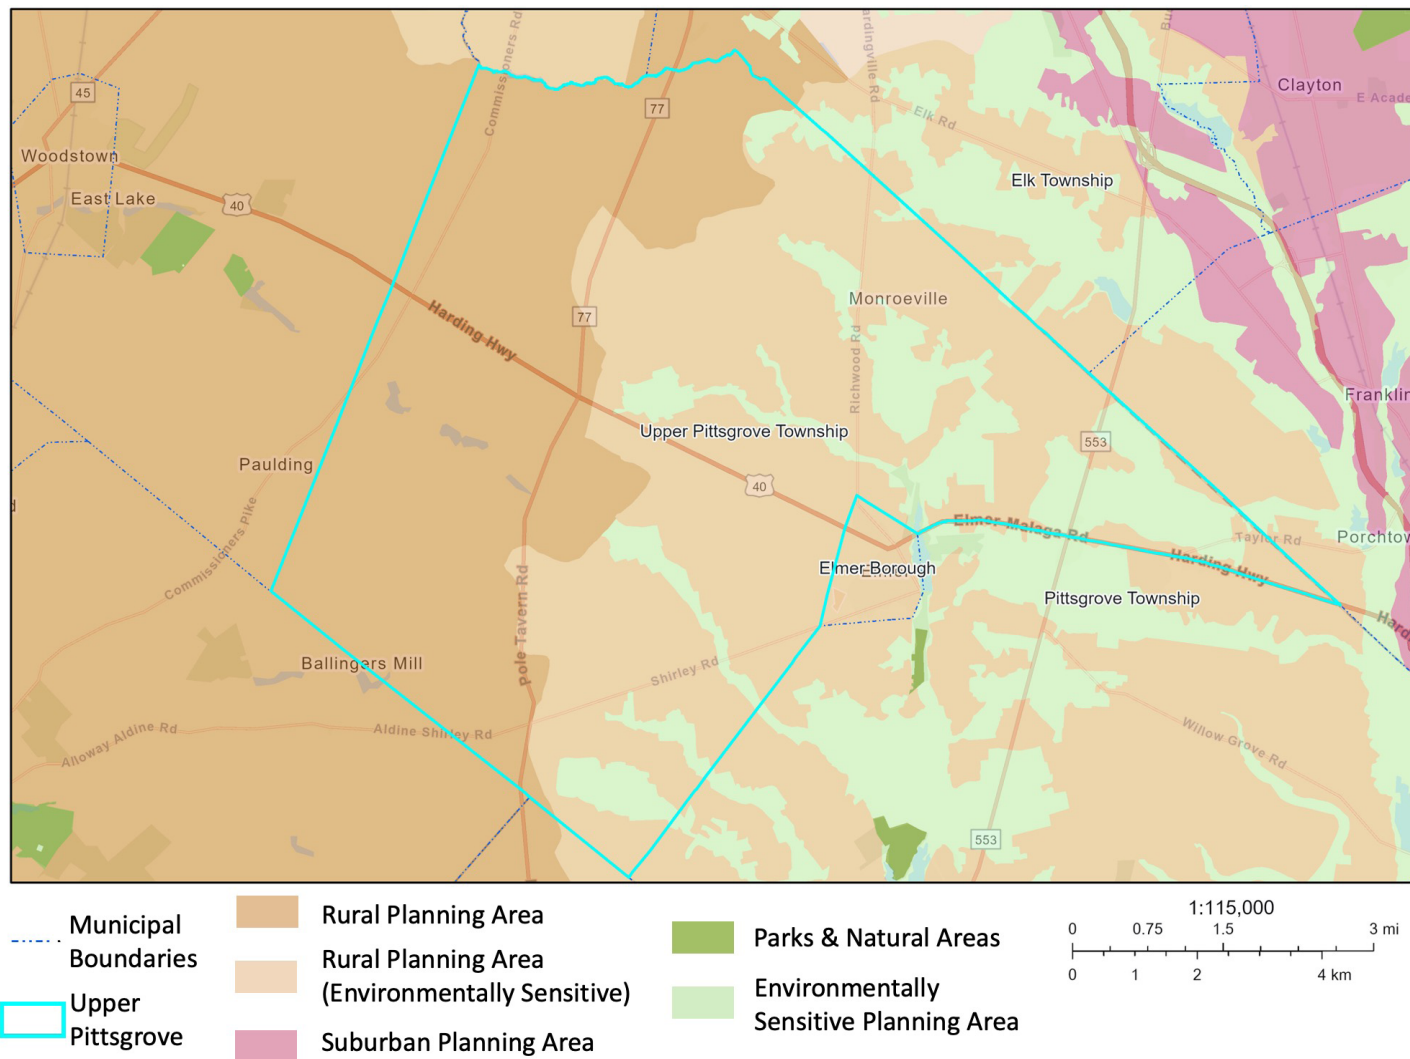 Commissioners Rd
Hardingville Rd
45
77
Clayton
E Acade
Elk Rd
Woodstown
Elk Township
East Lake
40
Monroeville
77
Harding Hwy
Richwood Rd
Franklin
Upper Pittsgrove Township
553
Paulding
40
Commissioners Pike
Elmer-Malaga Rd
Taylor Rd
Porchtow
Elmer Borough
Harding Hwy
Pittsgrove Township
Pole Tavern Rd
Hardi
Ballingers Mill
Shirley Rd
Alloway Aldine Rd
Aldine Shirley Rd
Willow Grove Rd
553
Municipal
Boundaries
Upper
Pittsgrove
Rural Planning Area
Rural Planning Area
(Environmentally Sensitive)
Suburban Planning Area
Parks & Natural Areas
Environmentally
Sensitive Planning Area
1:115,000
0 0.75 1.5 3 mi
0 1 2 4 km